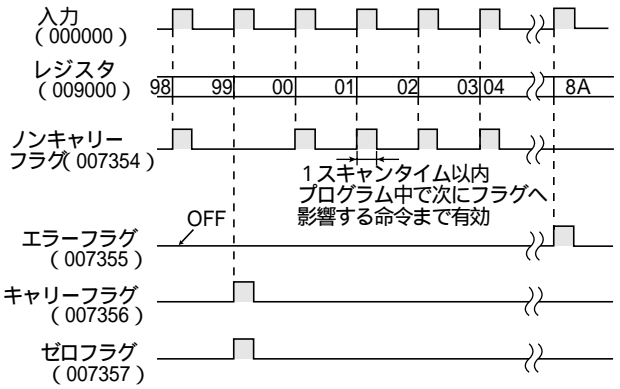 入力
（000000）
レジスタ
（009000）
98 99 00 01 02 03 04 8A
ノンキャリー
フラグ（007354）
1スキャンタイム以内
プログラム中で次にフラグへ
影響する命令まで有効
OFF
エラーフラグ
（007355）
キャリーフラグ
（007356）
ゼロフラグ
（007357）